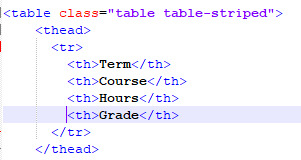 <table class="table table-striped">
<thead>
<tr>
<th>Term</th>
<th>Course</th>
<th>Hours</th>
<th>Grade</th>
</tr>
</thead>